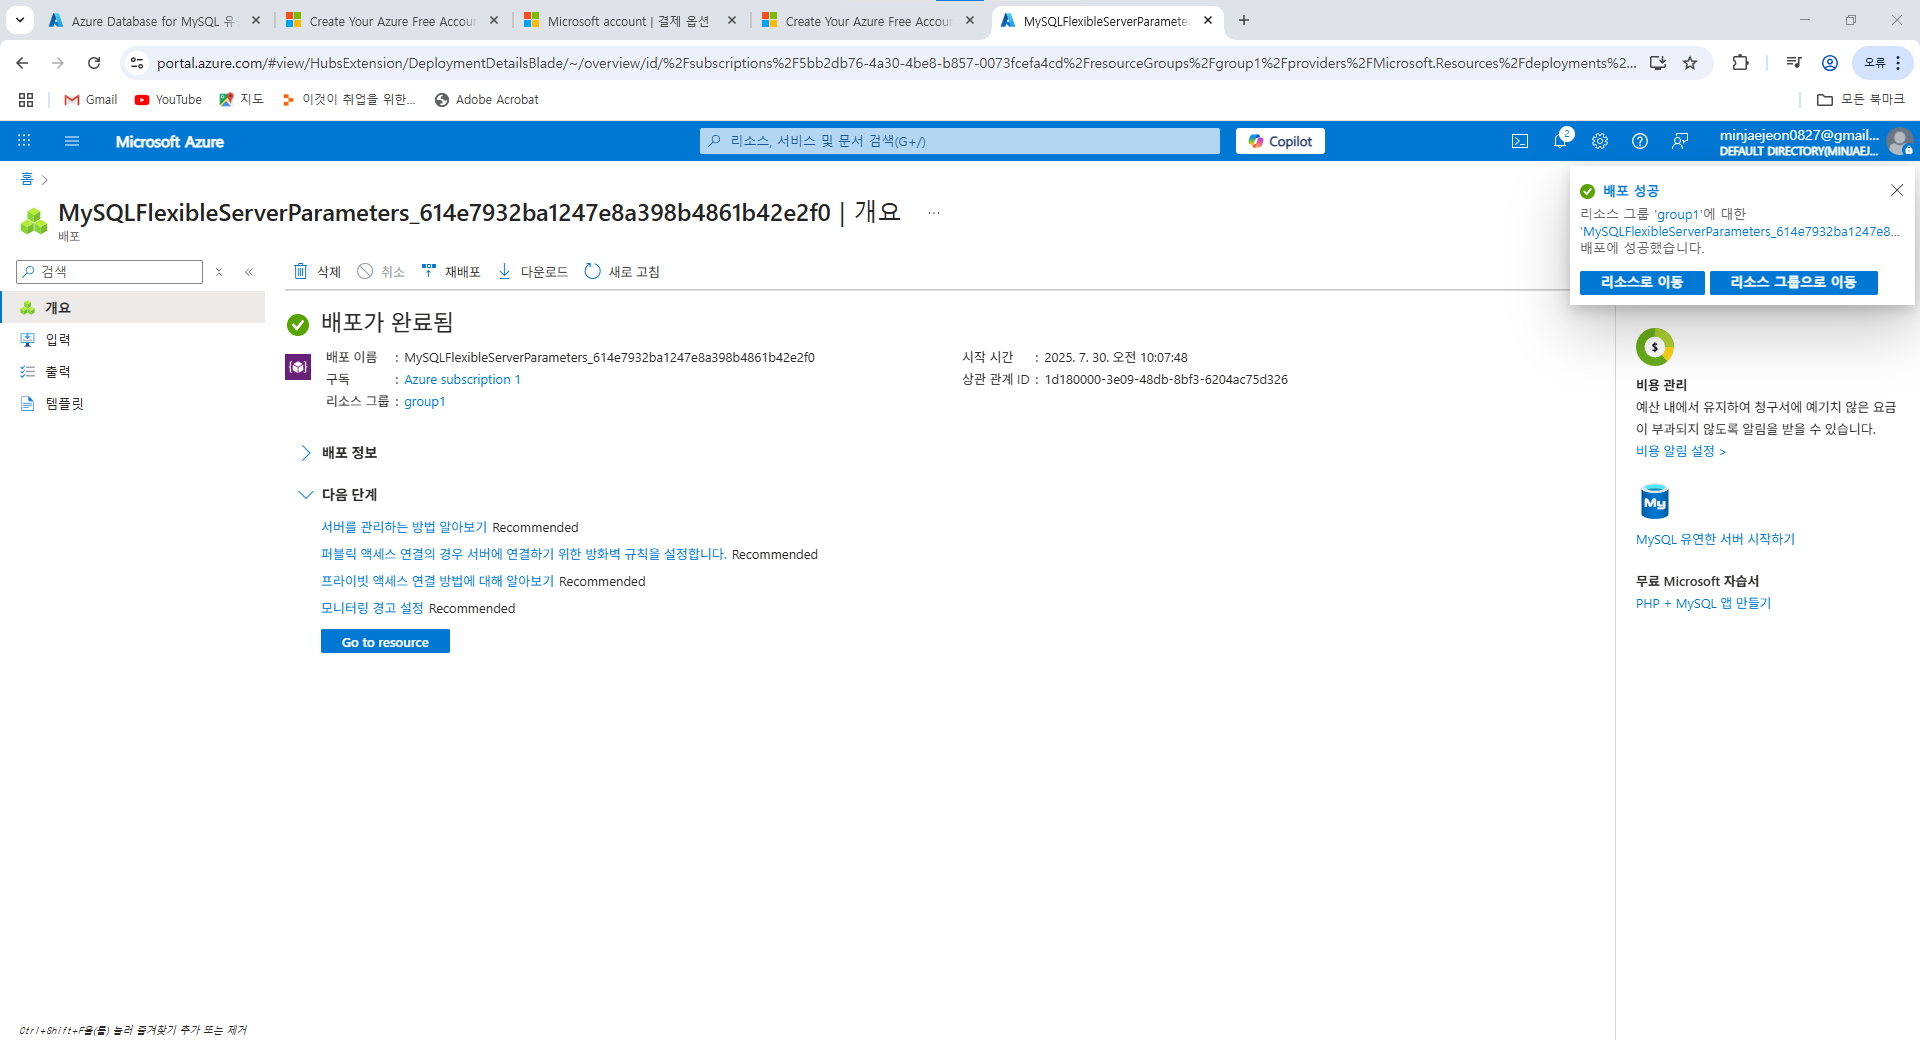 Azure Database for MySQL 유
Create Your Azure Free Accour
Microsoft account | 결제 옵션
Create Your Azure Free Accour
MySQLFlexibleServerParameter
portal.azure.com/#view/HubsExtension/DeploymentDetailsBlade/~/overview/id/%2Fsubscriptions%2F5bb2db76-4a30-4be8-b857-0073fcefa4cd%2FresourceGroups%2Fgroup1%2Fproviders%2FMicrosoft.Resources%2Fdeployments%2...
오류
Gmail
YouTube
지도
이것이 취업을 위한...
Adobe Acrobat
모든 북마크
Microsoft Azure
리소스, 서비스 및 문서 검색(G+/)
Copilot
2
minjaejeon0827@gmail...
DEFAULT DIRECTORY(MINJAEJ...
홈
MySQLFlexibleServerParameters_614e7932ba1247e8a398b4861b42e2f0 | 개요 ...
배포
배포 성공
리소스 그룹 'group1'에 대한
'MySQLFlexibleServerParameters_614e7932ba1247e8...
배포에 성공했습니다.
리소스로 이동
리소스 그룹으로 이동
검색
삭제
취소
재배포
다운로드
새로 고침
개요
입력
출력
템플릿
배포가 완료됨
배포 이름 : MySQLFlexibleServerParameters_614e7932ba1247e8a398b4861b42e2f0
구독 : Azure subscription 1
리소스 그룹 : group1
시작 시간 : 2025. 7. 30. 오전 10:07:48
상관 관계 ID : 1d180000-3e09-48db-8bf3-6204ac75d326
배포 정보
다음 단계
서버를 관리하는 방법 알아보기 Recommended
퍼블릭 액세스 연결의 경우 서버에 연결하기 위한 방화벽 규칙을 설정합니다. Recommended
프라이빗 액세스 연결 방법에 대해 알아보기 Recommended
모니터링 경고 설정 Recommended
Go to resource
$
비용 관리
예산 내에서 유지하여 청구서에 예기치 않은 요금
이 부과되지 않도록 알림을 받을 수 있습니다.
비용 알림 설정 >
My
MySQL 유연한 서버 시작하기
무료 Microsoft 자습서
PHP + MySQL 앱 만들기
Ctrl+Shift+F을(를) 눌러 즐겨찾기 추가 또는 제거